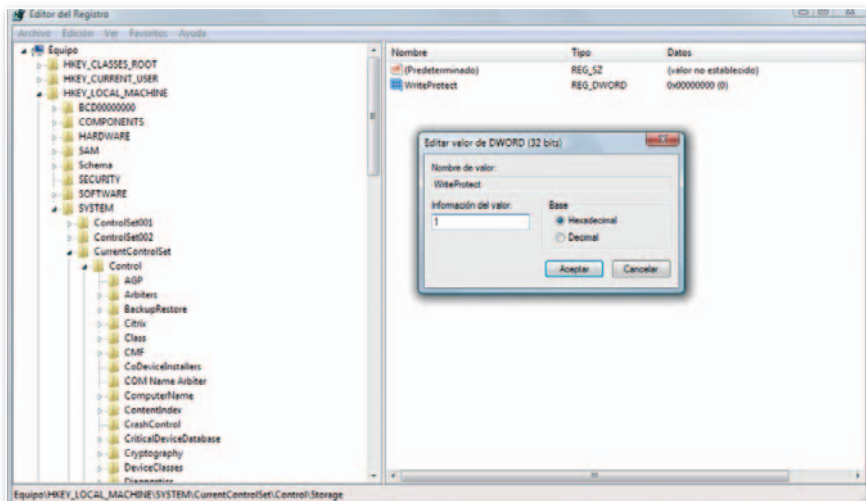 Editor del Registro
Archivo Edición Ver Favoritos Ayuda
Equipo
HKEY_CLASSES_ROOT
HKEY_CURRENT_USER
HKEY_LOCAL_MACHINE
BCD00000000
COMPONENTS
HARDWARE
SAM
Schema
SECURITY
SOFTWARE
SYSTEM
ControlSet001
ControlSet002
CurrentControlSet
Control
AGP
Arbiters
BackupRestore
Citrix
Class
CMF
CoDeviceInstallers
COM Name Arbiter
ComputerName
ContentIndex
CrashControl
CriticalDeviceDatabase
Cryptography
DeviceClasses
Diagnostics
Nombre Tipo Datos
(Predeterminado) REG_SZ (valor no establecido)
WriteProtect REG_DWORD 0x00000000 (0)
Editar valor de DWORD (32 bits)
Nombre de valor:
WriteProtect
Información del valor: Base
1 Hexadecimal
Decimal
Aceptar Cancelar
Equipo\HKEY_LOCAL_MACHINE\SYSTEM\CurrentControlSet\Control\Storage